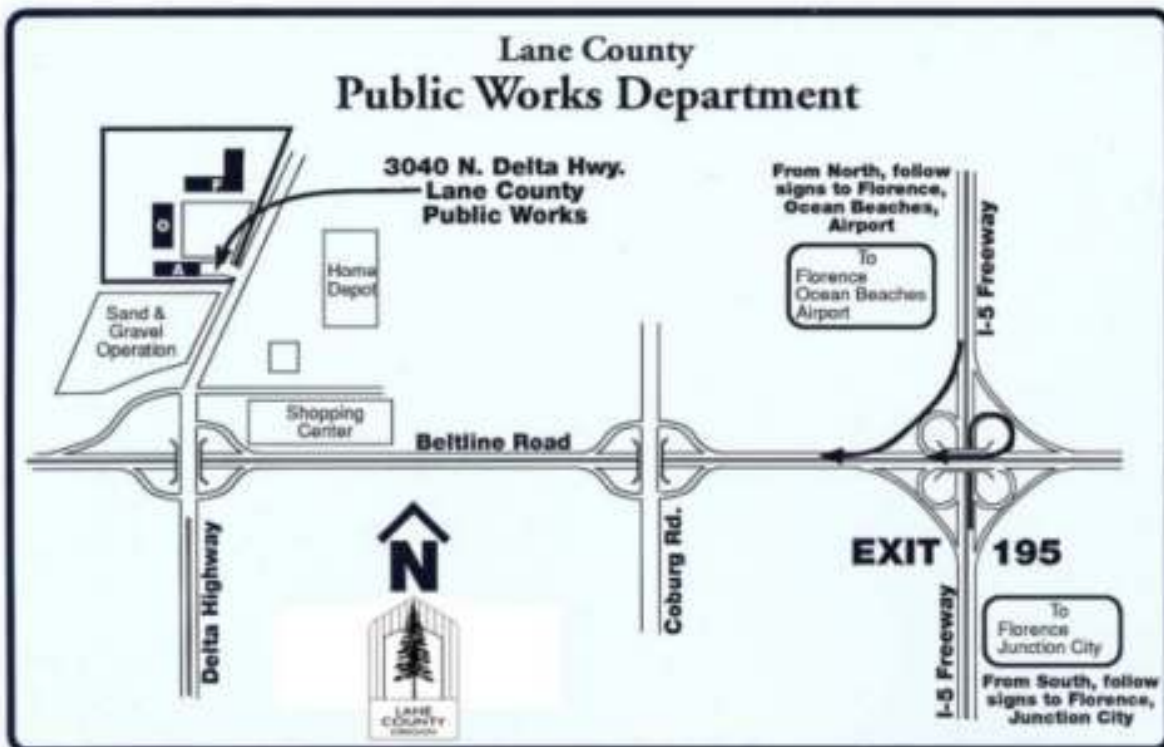 Lane County
Public Works Department
3040 N. Delta Hwy.
Lane County
Public Works
From North, follow
signs to Florence,
Ocean Beaches,
Airport
To
Florence
Ocean Beaches
Airport
I-5 Freeway
F
O
A
Home
Depot
Sand &
Gravel
Operation
Shopping
Center
Beltline Road
Delta Highway
N
Coburg Rd.
EXIT 195
I-5 Freeway
To
Florence
Junction City
From South, follow
signs to Florence,
Junction City
LANE
COUNTY
OREGON